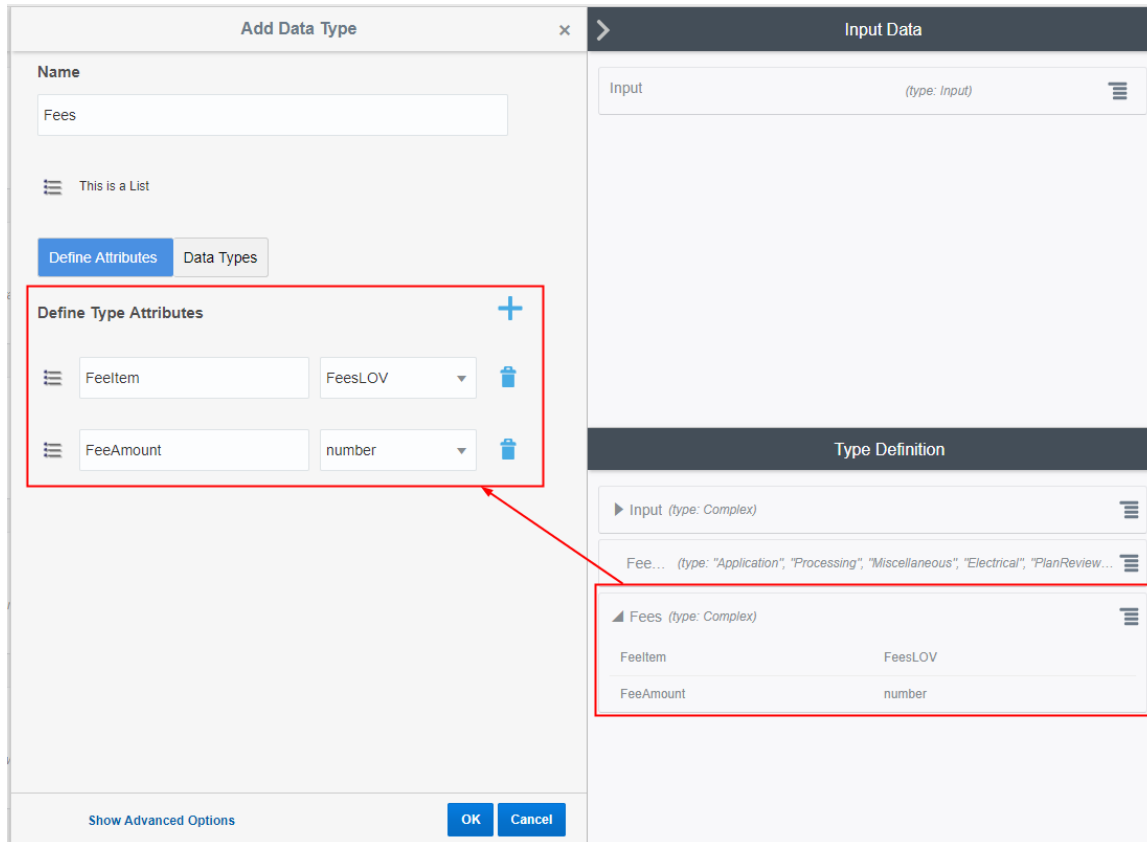 Add Data Type ×
Name
Fees
This is a List
Define Attributes Data Types
Define Type Attributes
FeeItem FeesLOV
FeeAmount number
Show Advanced Options OK Cancel
Input Data
Input (type: Input)
Type Definition
Input (type: Complex)
Fee... (type: "Application", "Processing", "Miscellaneous", "Electrical", "PlanReview...
Fees (type: Complex)
FeeItem FeesLOV
FeeAmount number